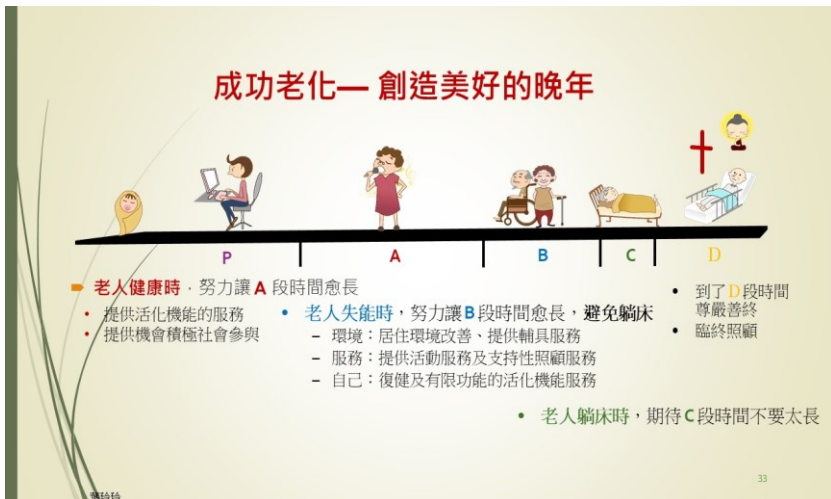 成功老化— 創造美好的晚年
P A B C D
老人健康時，努力讓 A 段時間愈長
• 提供活化機能的服務
• 提供機會積極社會參與
• 老人失能時，努力讓B段時間愈長，避免躺床
– 環境：居住環境改善、提供輔具服務
– 服務：提供活動服務及支持性照顧服務
– 自己：復健及有限功能的活化機能服務
• 到了D段時間
尊嚴善終
• 臨終照顧
• 老人躺床時，期待C段時間不要太長
33